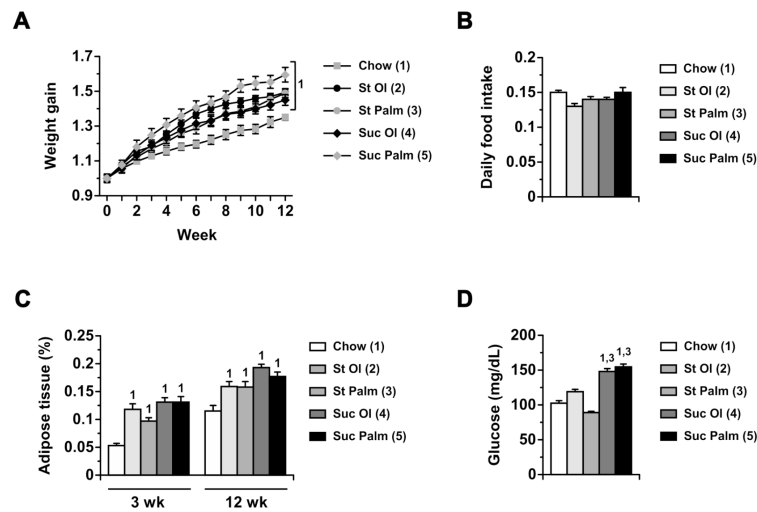 A
Weight gain
1.7
1.5
1.3
1.1
0.9
0 2 4 6 8 10 12
Week
1
Chow (1)
St Ol (2)
St Palm (3)
Suc Ol (4)
Suc Palm (5)
B
Daily food intake
0.2
0.15
0.1
0.05
0
Chow (1)
St Ol (2)
St Palm (3)
Suc Ol (4)
Suc Palm (5)
C
Adipose tissue (%)
0.25
0.2
0.15
0.1
0.05
0
1 1 1 1
1 1 1 1
3 wk 12 wk
Chow (1)
St Ol (2)
St Palm (3)
Suc Ol (4)
Suc Palm (5)
D
Glucose (mg/dL)
200
150
100
50
0
1,3 1,3
Chow (1)
St Ol (2)
St Palm (3)
Suc Ol (4)
Suc Palm (5)